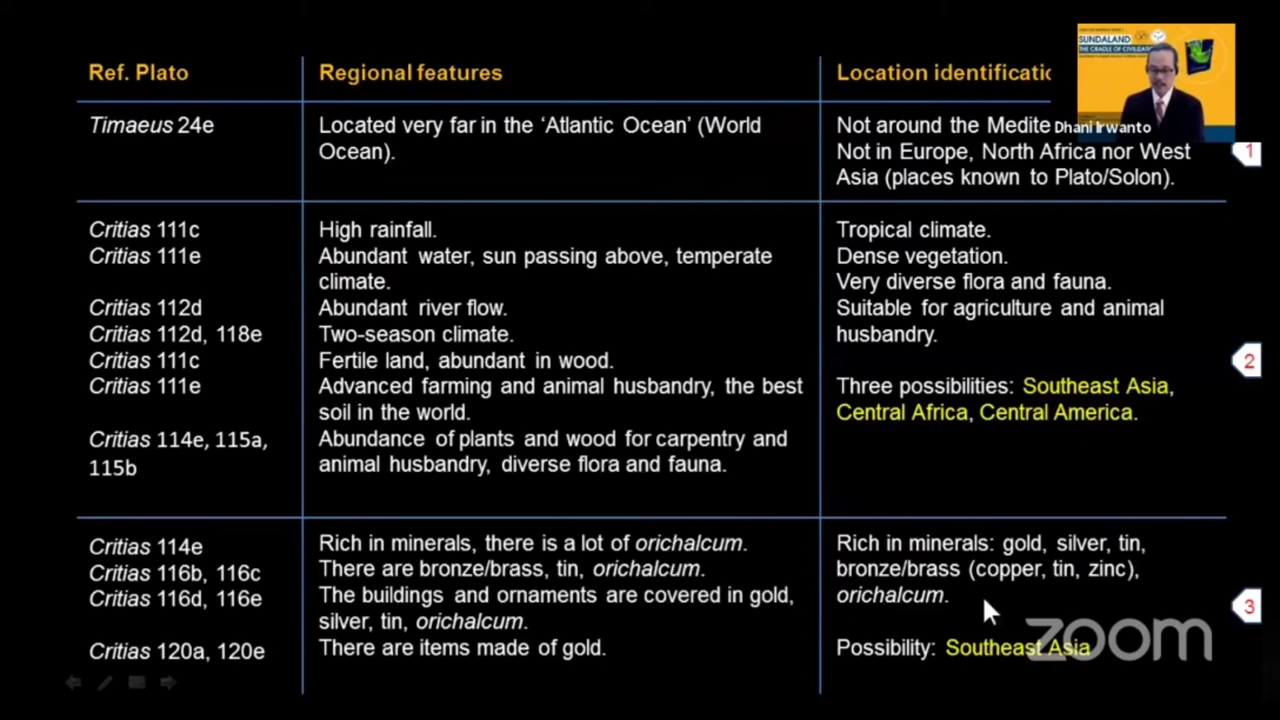 Ref. Plato
Regional features
Location identificatio
SUNDALAND
THE CRADLE OF CIVILIZATI
Dhani Irwanto
Timaeus 24e
Located very far in the ‘Atlantic Ocean’ (World
Ocean).
Not around the Medite
Not in Europe, North Africa nor West
Asia (places known to Plato/Solon).
1
Critias 111c
Critias 111e
Critias 112d
Critias 112d, 118e
Critias 111c
Critias 111e
Critias 114e, 115a,
115b
High rainfall.
Abundant water, sun passing above, temperate
climate.
Abundant river flow.
Two-season climate.
Fertile land, abundant in wood.
Advanced farming and animal husbandry, the best
soil in the world.
Abundance of plants and wood for carpentry and
animal husbandry, diverse flora and fauna.
Tropical climate.
Dense vegetation.
Very diverse flora and fauna.
Suitable for agriculture and animal
husbandry.
Three possibilities: Southeast Asia,
Central Africa, Central America.
2
Critias 114e
Critias 116b, 116c
Critias 116d, 116e
Critias 120a, 120e
Rich in minerals, there is a lot of orichalcum.
There are bronze/brass, tin, orichalcum.
The buildings and ornaments are covered in gold,
silver, tin, orichalcum.
There are items made of gold.
Rich in minerals: gold, silver, tin,
bronze/brass (copper, tin, zinc),
orichalcum.
Possibility: Southeast Asia
3
zoom